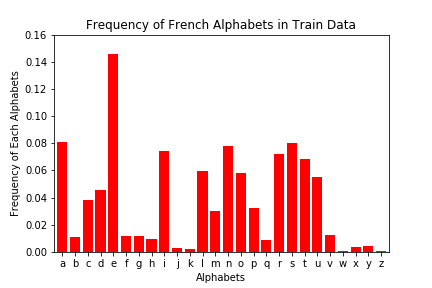 Frequency of French Alphabets in Train Data
Frequency of Each Alphabets
0.16
0.14
0.12
0.10
0.08
0.06
0.04
0.02
0.00
a b c d e f g h i j k l m n o p q r s t u v w x y z
Alphabets